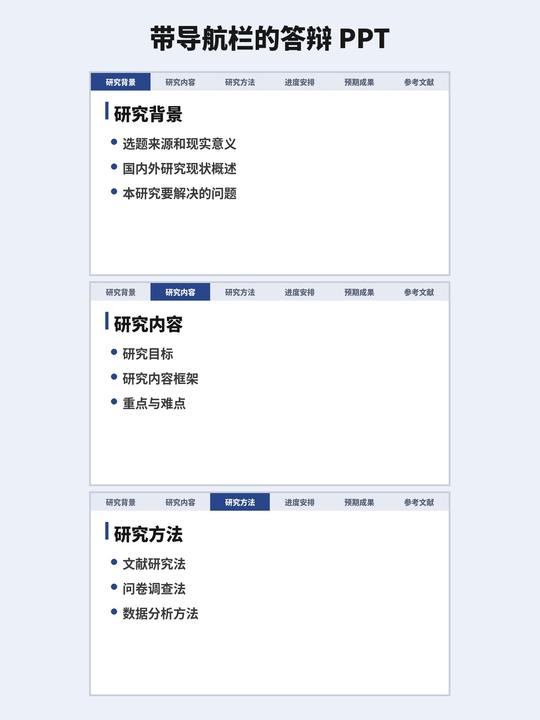 带导航栏的答辩 PPT
研究背景 研究内容 研究方法 进度安排 预期成果 参考文献
研究背景
选题来源和现实意义
国内外研究现状概述
本研究要解决的问题
研究背景 研究内容 研究方法 进度安排 预期成果 参考文献
研究内容
研究目标
研究内容框架
重点与难点
研究背景 研究内容 研究方法 进度安排 预期成果 参考文献
研究方法
文献研究法
问卷调查法
数据分析方法